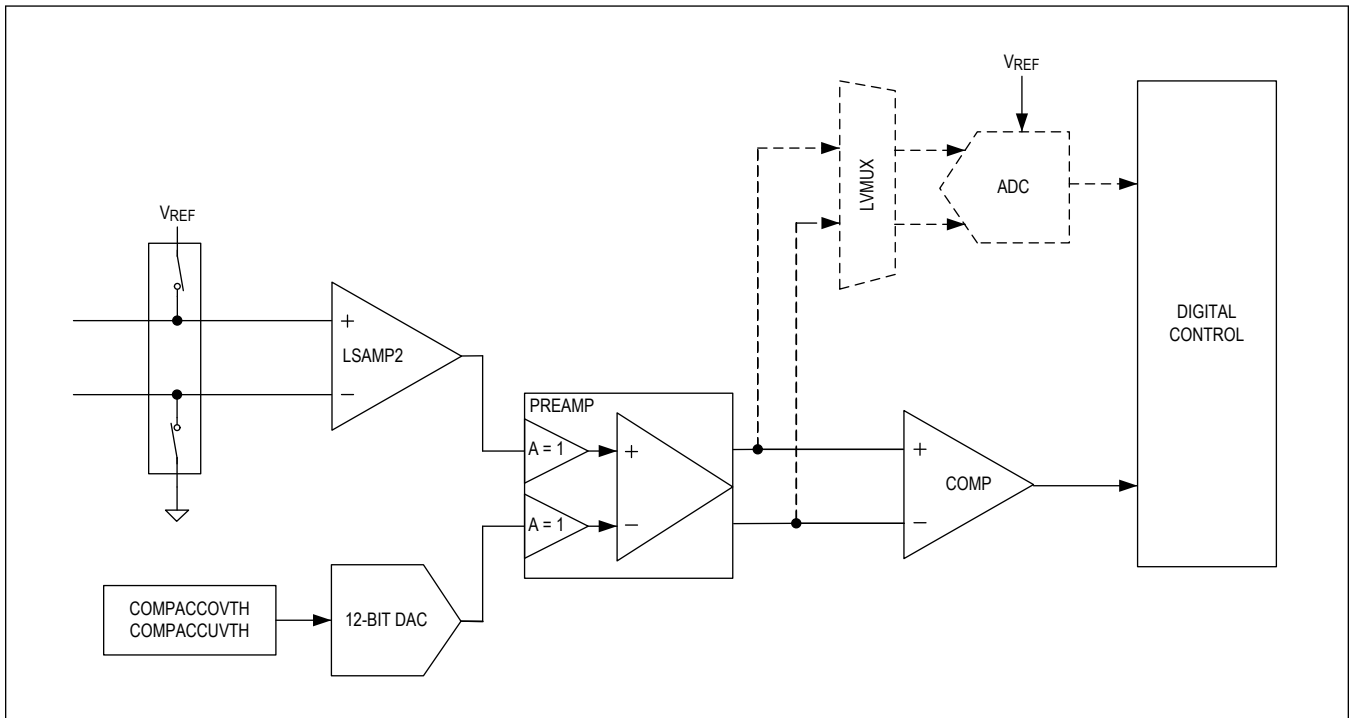 VREF
LVMUX
ADC
VREF
DIGITAL
CONTROL
+
LSAMP2
−
PREAMP
A = 1
+
A = 1
−
+
COMP
−
COMPACCOVTH
COMPACCUVTH
12-BIT DAC